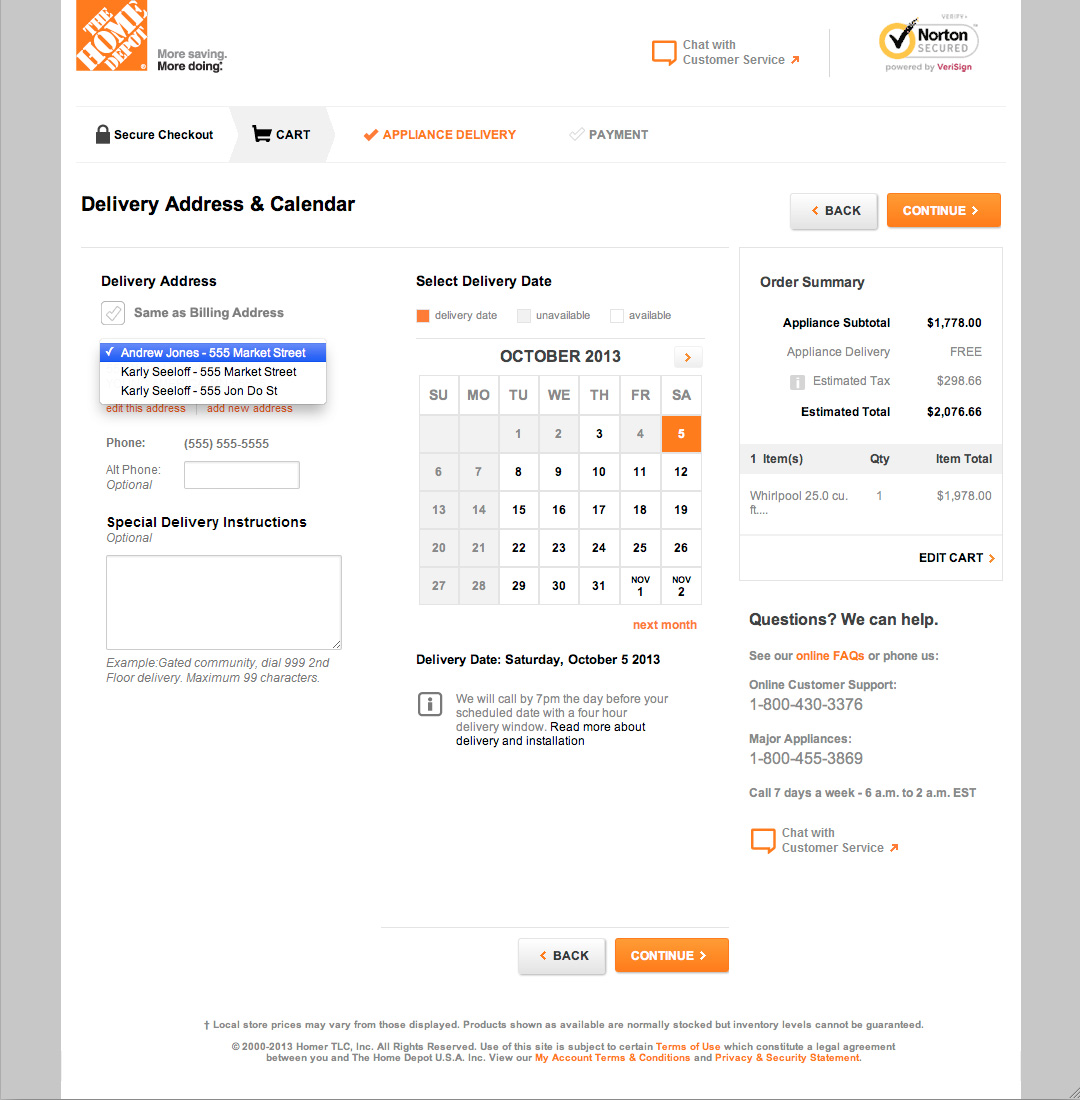 THE
HOME
DEPOT
More saving.
More doing.
Chat with
Customer Service
VERIFY
Norton
SECURED
powered by VeriSign
Secure Checkout
CART
APPLIANCE DELIVERY
PAYMENT
Delivery Address & Calendar
BACK
CONTINUE
Delivery Address
Same as Billing Address
Andrew Jones - 555 Market Street
Karly Seeloff - 555 Market Street
Karly Seeloff - 555 Jon Do St
edit this address add new address
Phone: (555) 555-5555
Alt Phone:
Optional
Special Delivery Instructions
Optional
Example:Gated community, dial 999 2nd
Floor delivery. Maximum 99 characters.
Select Delivery Date
delivery date unavailable available
OCTOBER 2013
SU MO TU WE TH FR SA
1 2 3 4 5
6 7 8 9 10 11 12
13 14 15 16 17 18 19
20 21 22 23 24 25 26
27 28 29 30 31 NOV 1 NOV 2
next month
Delivery Date: Saturday, October 5 2013
i
We will call by 7pm the day before your
scheduled date with a four hour
delivery window. Read more about
delivery and installation
Order Summary
Appliance Subtotal $1,778.00
Appliance Delivery FREE
i Estimated Tax $298.66
Estimated Total $2,076.66
1 Item(s) Qty Item Total
Whirlpool 25.0 cu. 1 $1,978.00
ft....
EDIT CART
Questions? We can help.
See our online FAQs or phone us:
Online Customer Support:
1-800-430-3376
Major Appliances:
1-800-455-3869
Call 7 days a week - 6 a.m. to 2 a.m. EST
Chat with
Customer Service
BACK
CONTINUE
† Local store prices may vary from those displayed. Products shown as available are normally stocked but inventory levels cannot be guaranteed.
© 2000-2013 Homer TLC, Inc. All Rights Reserved. Use of this site is subject to certain Terms of Use which constitute a legal agreement
between you and The Home Depot U.S.A. Inc. View our My Account Terms & Conditions and Privacy & Security Statement.